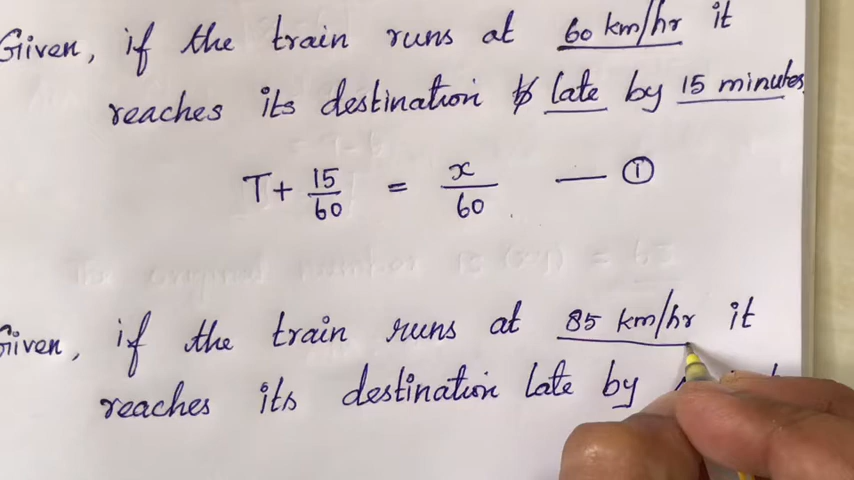 Given, if the train runs at 60 km/hr it
reaches its destination late by 15 minutes.
T + 15/60 = x/60 — ①
Given, if the train runs at 85 km/hr it
reaches its destination late by